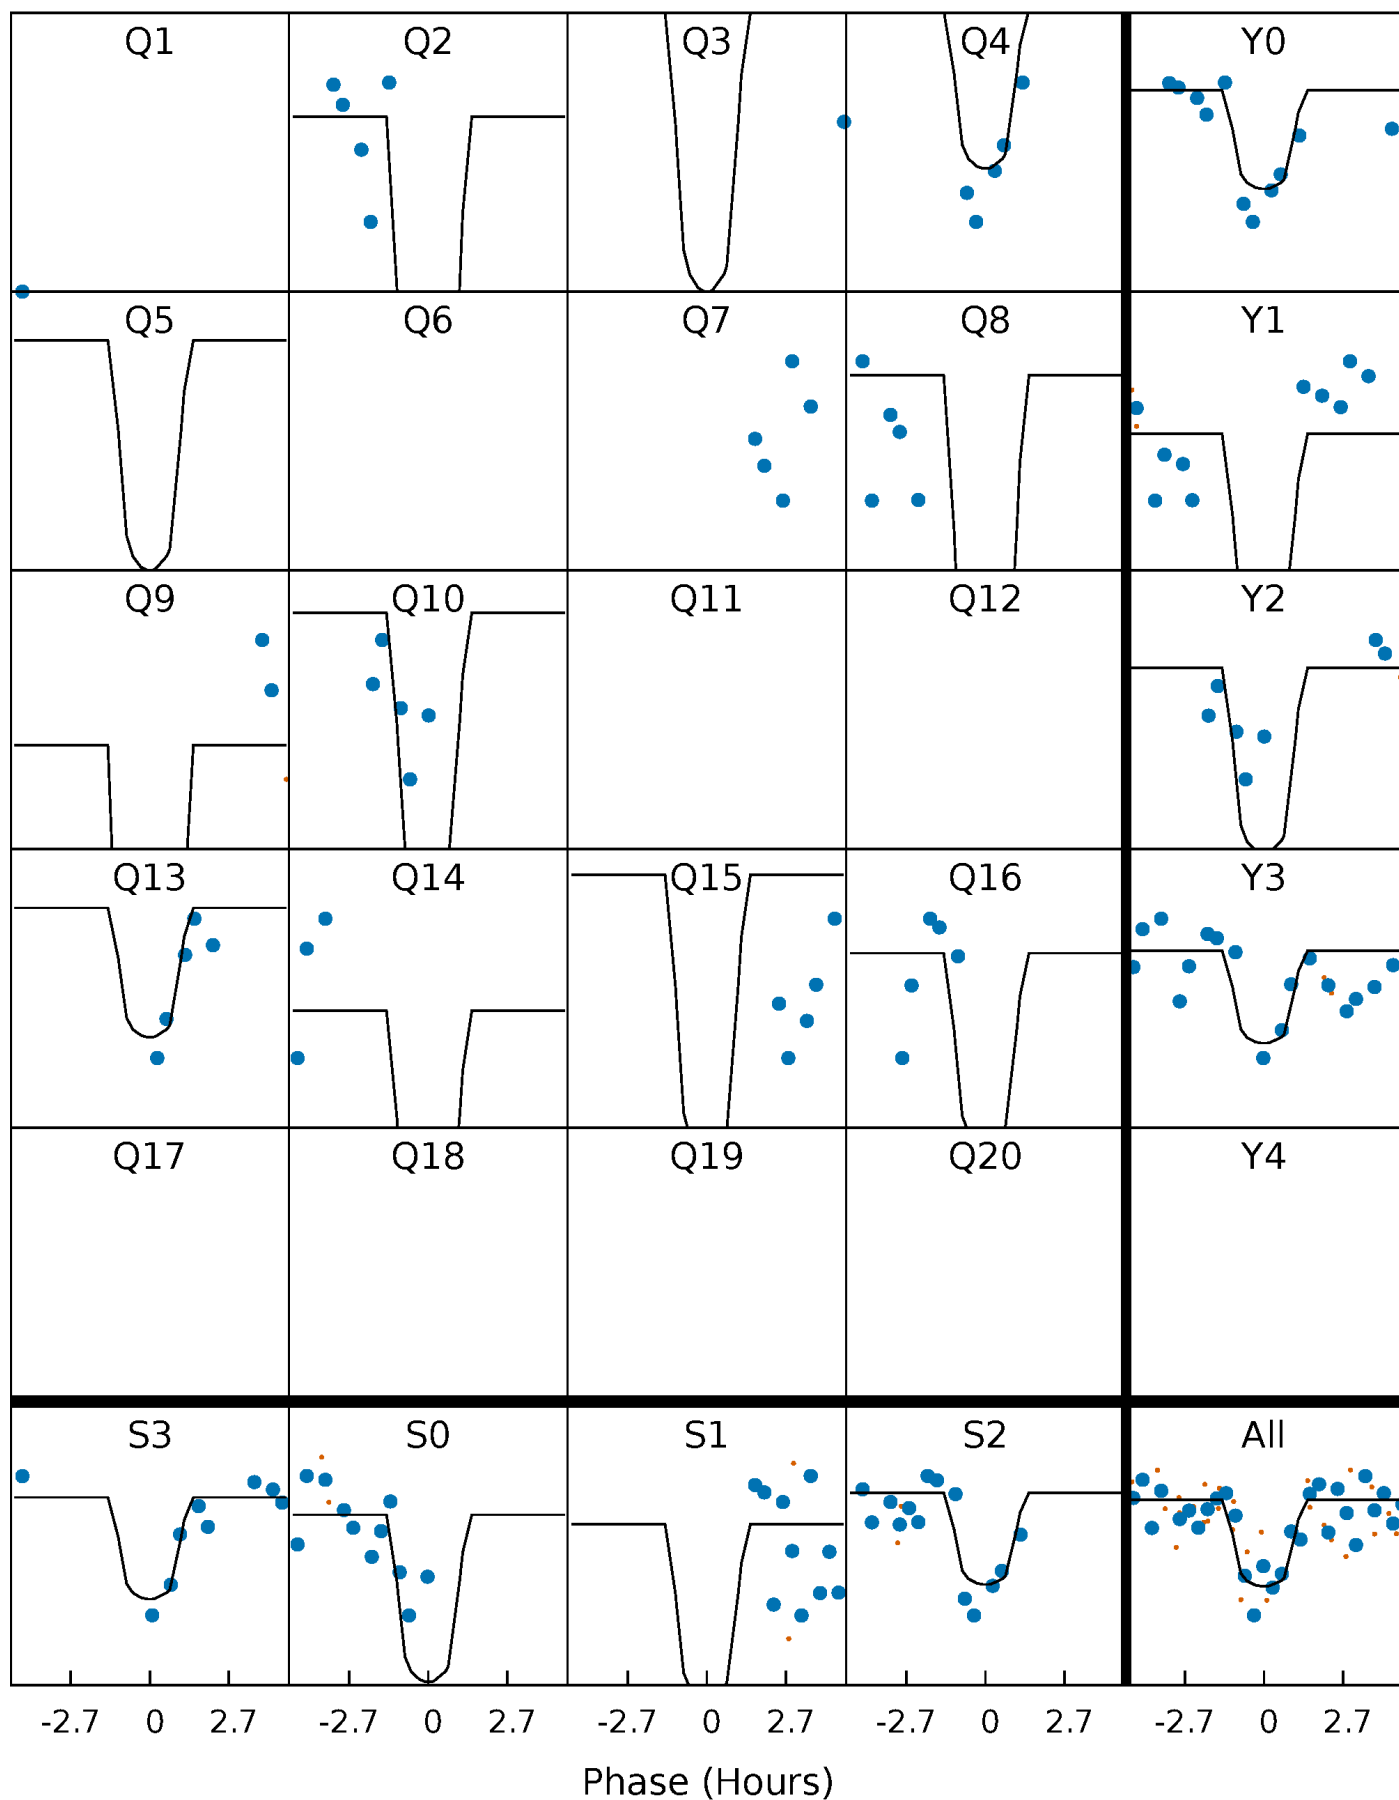 Q1 Q2 Q3 Q4 Y0
Q5 Q6 Q7 Q8 Y1
Q9 Q10 Q11 Q12 Y2
Q13 Q14 Q15 Q16 Y3
Q17 Q18 Q19 Q20 Y4
S3 S0 S1 S2 All
-2.7 0 2.7 -2.7 0 2.7 -2.7 0 2.7 -2.7 0 2.7 -2.7 0 2.7
Phase (Hours)